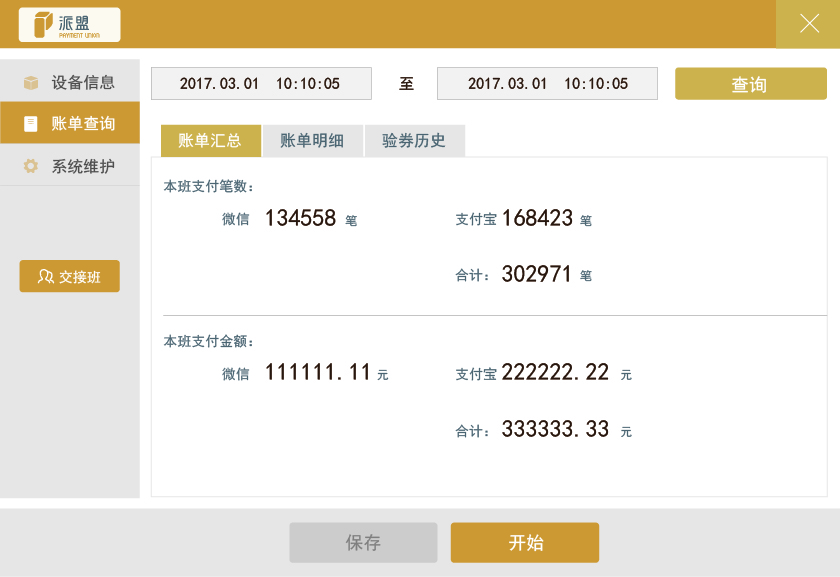 派盟
PAYMENT UNION
设备信息
账单查询
系统维护
交接班
2017.03.01 10:10:05 至 2017.03.01 10:10:05 查询
账单汇总 账单明细 验券历史
本班支付笔数：
微信 134558 笔 支付宝 168423 笔
合计： 302971 笔
本班支付金额：
微信 111111.11 元 支付宝 222222.22 元
合计： 333333.33 元
保存 开始